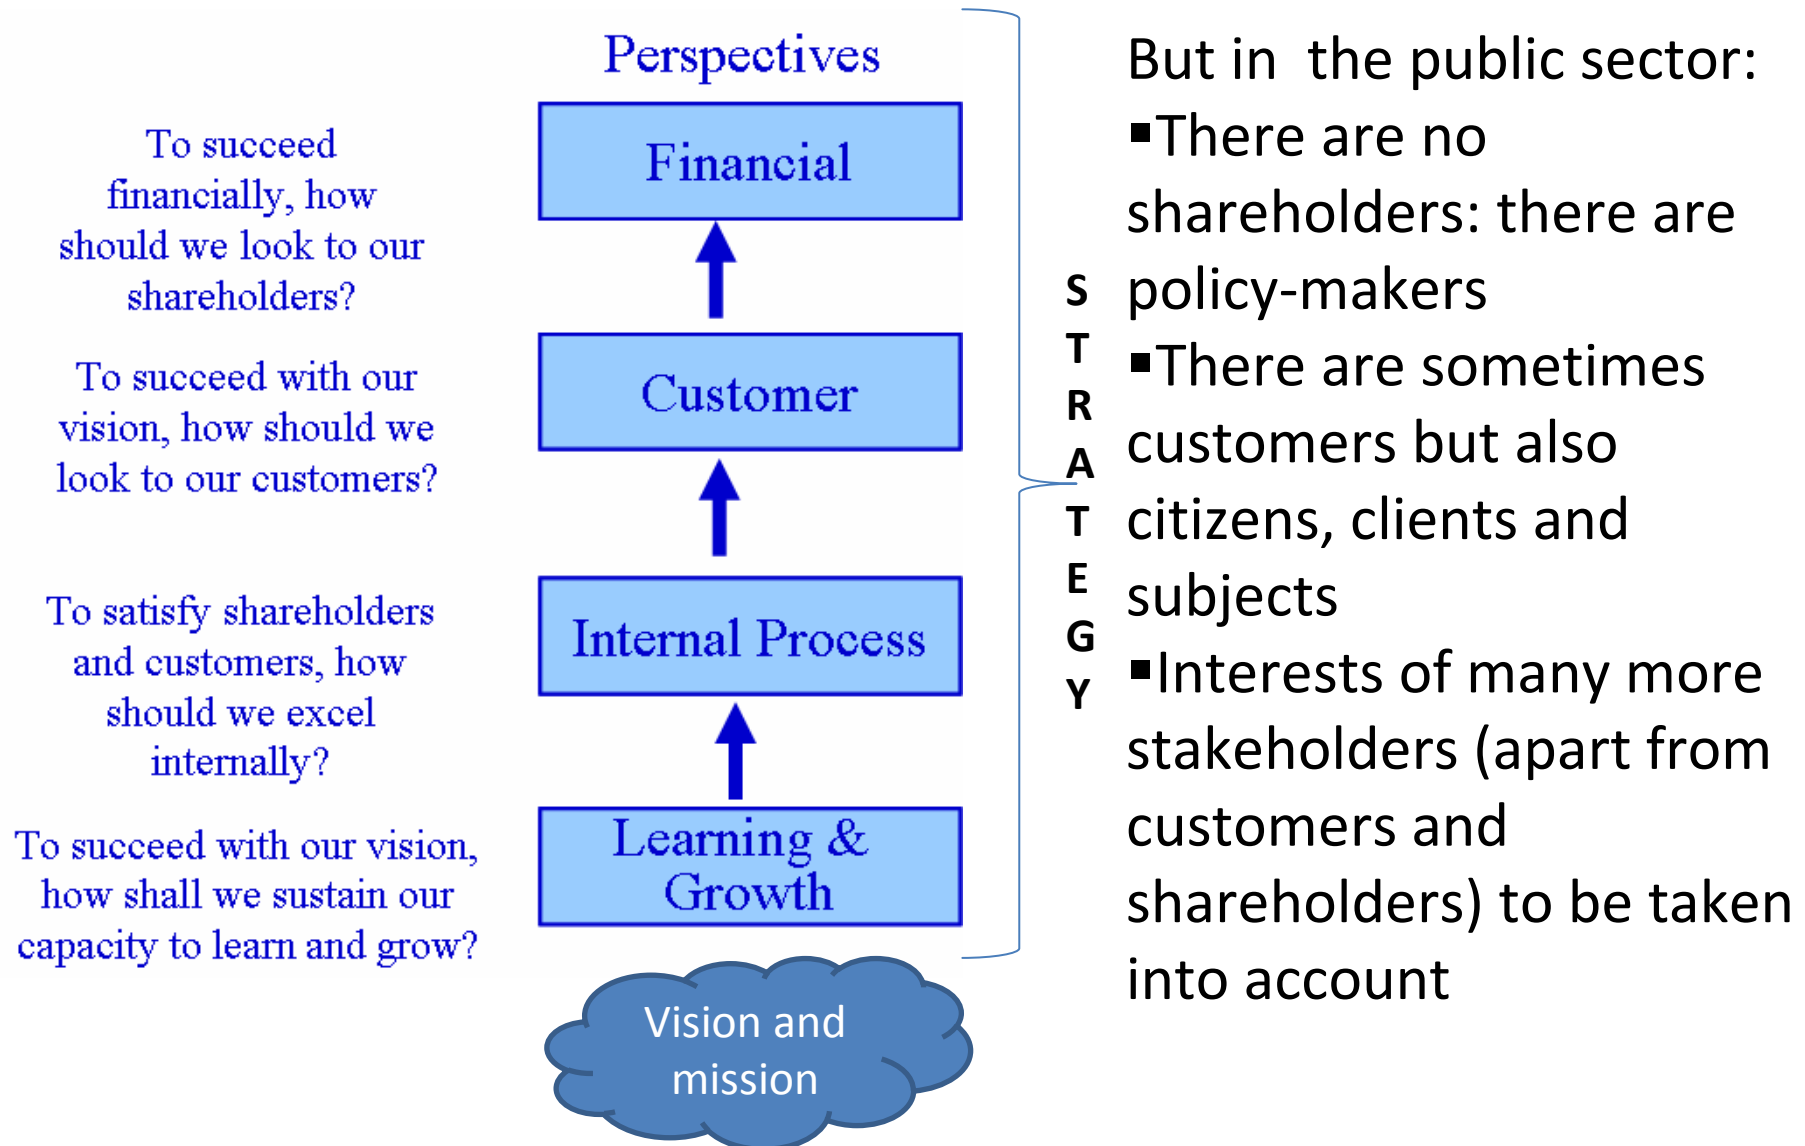 Perspectives
To succeed
financially, how
should we look to our
shareholders?
Financial
To succeed with our
vision, how should we
look to our customers?
Customer
To satisfy shareholders
and customers, how
should we excel
internally?
Internal Process
To succeed with our vision,
how shall we sustain our
capacity to learn and grow?
Learning &
Growth
Vision and
mission
S
T
R
A
T
E
G
Y
But in  the public sector:
▪There are no
shareholders: there are
policy-makers
▪There are sometimes
customers but also
citizens, clients and
subjects
▪Interests of many more
stakeholders (apart from
customers and
shareholders) to be taken
into account